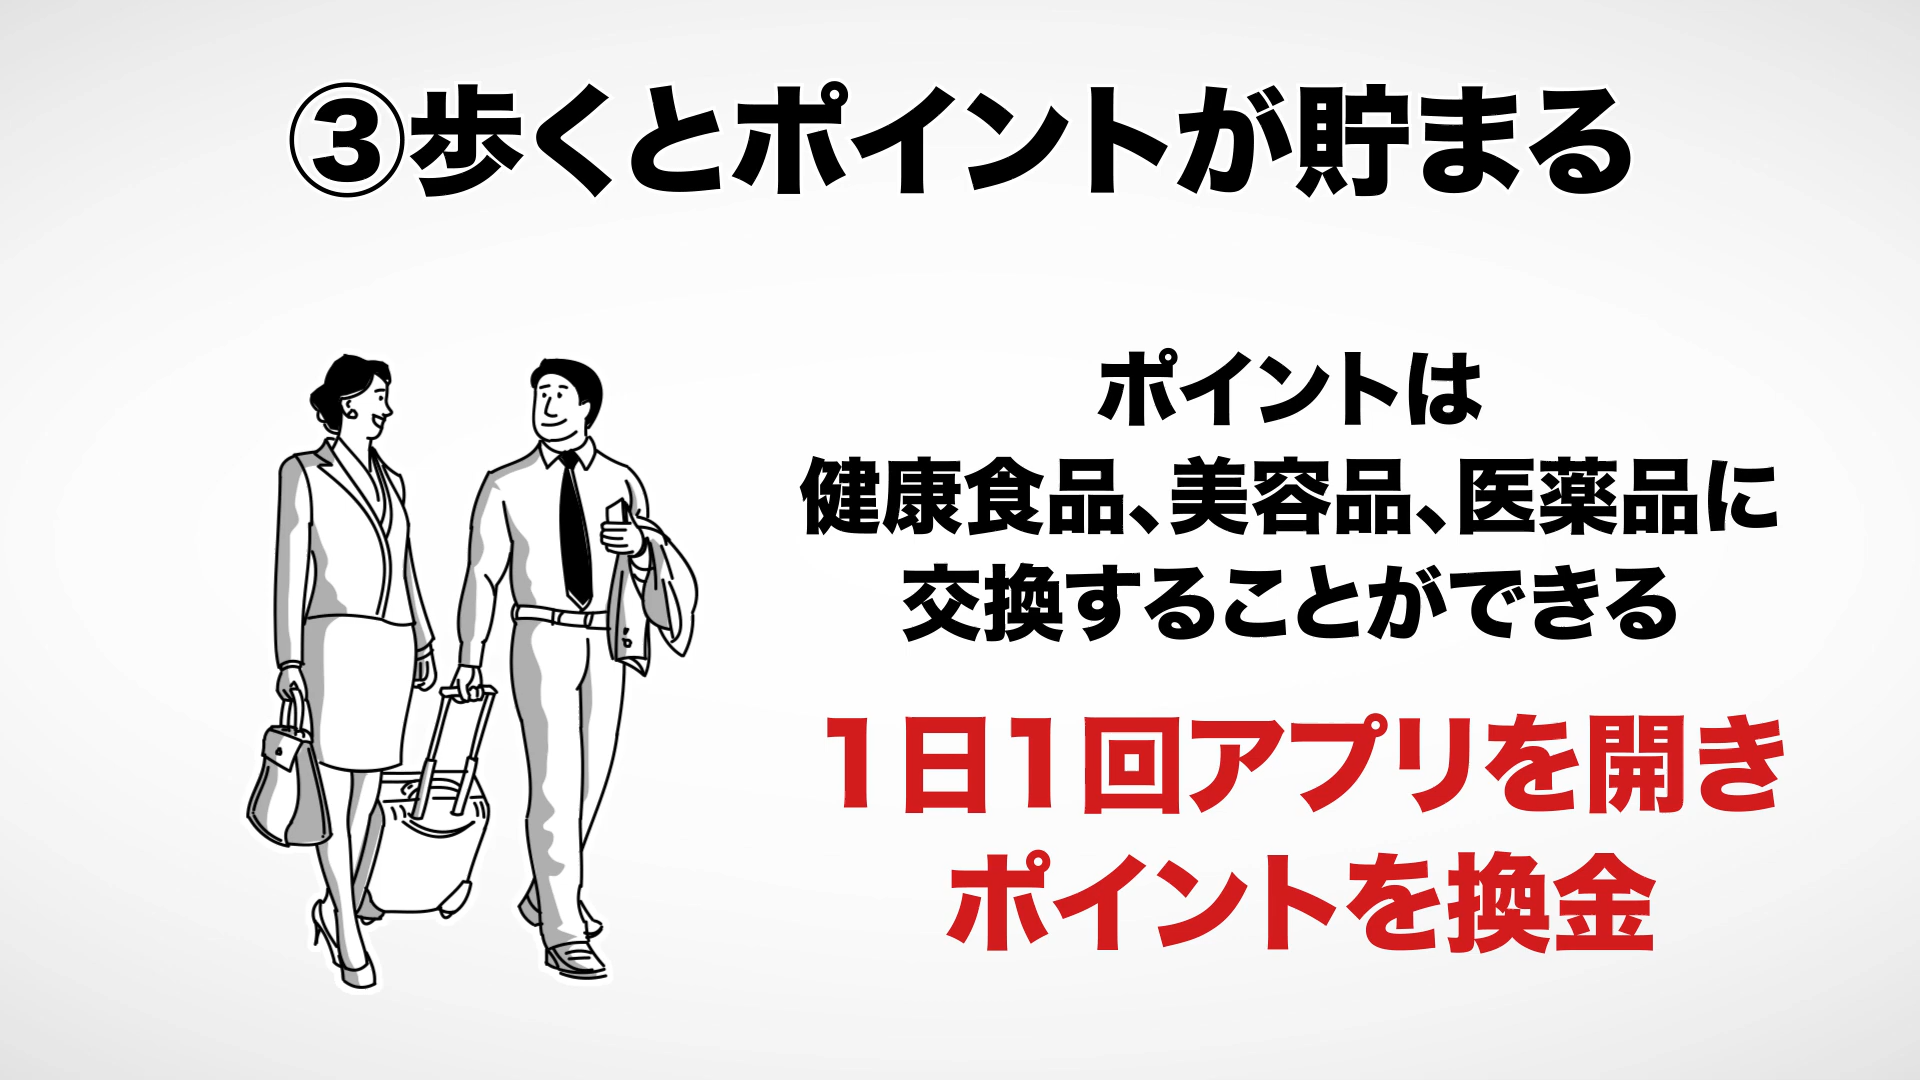 ③歩くとポイントが貯まる
ポイントは
健康食品、美容品、医薬品に
交換することができる
1日1回アプリを開き
ポイントを換金